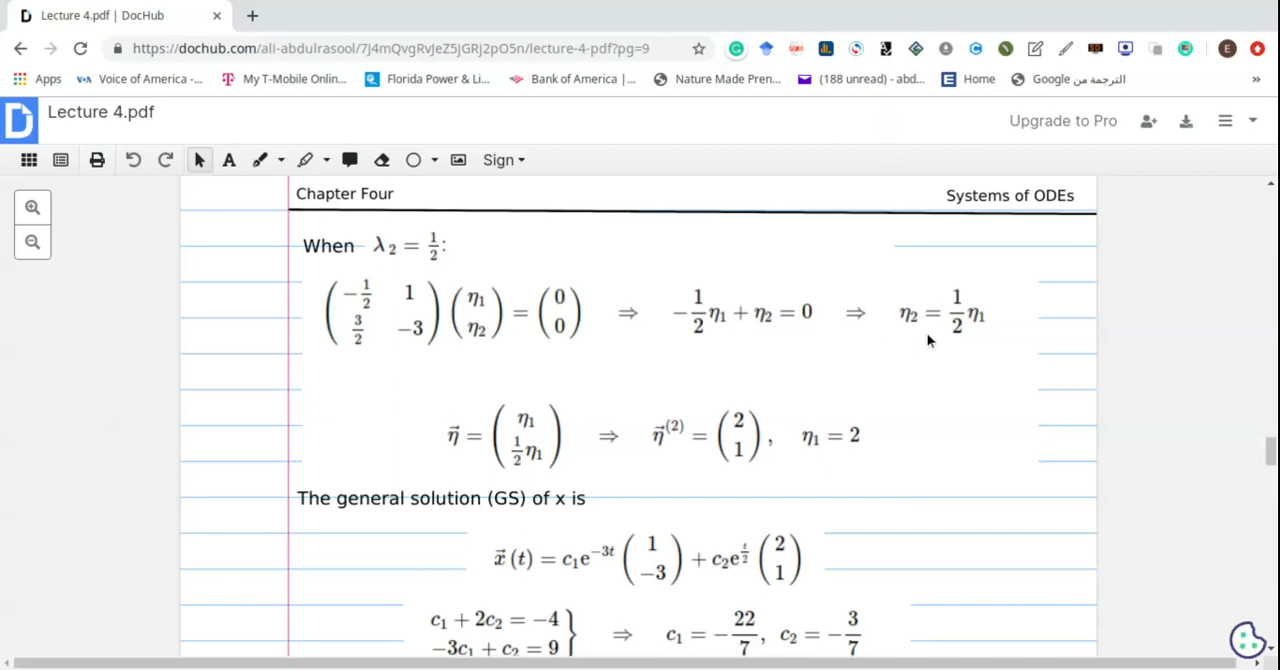 Lecture 4.pdf | DocHub
https://dochub.com/ali-abdulrasool/7J4mQvgRvJeZ5JGRJ2pO5n/lecture-4-pdf?pg=9
Apps VOA Voice of America -... My T-Mobile Onlin... Florida Power & Li... Bank of America |... Nature Made Pren... (188 unread) - abd... Home Google الترجمة من »
Lecture 4.pdf
Upgrade to Pro
A Sign
Chapter Four Systems of ODEs
When λ₂ = 1/2:
(-1/2 1; 3/2 -3) (η₁; η₂) = (0; 0) ⇒ -1/2 η₁ + η₂ = 0 ⇒ η₂ = 1/2 η₁
η⃗ = (η₁; 1/2 η₁) ⇒ η⃗⁽²⁾ = (2; 1), η₁ = 2
The general solution (GS) of x is
x⃗ (t) = c₁e^(-3t) (1; -3) + c₂e^(t/2) (2; 1)
c₁ + 2c₂ = -4
-3c₁ + c₂ = 9 } ⇒ c₁ = -22/7, c₂ = -3/7